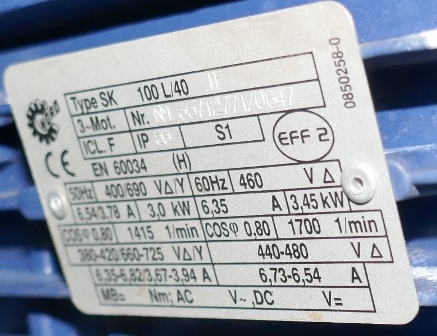 Type SK 100 L/40 TF
3~Mot. Nr.
ICL. F IP 55 S1
EFF 2
CE EN 60034 (H)
50Hz 400/690 V Δ/Y 60Hz 460 V Δ
6.54/3.78 A 3,0 kW 6,35 A 3,45 kW
COSφ 0.80 1415 1/min COSφ 0.80 1700 1/min
380-420/660-725 V Δ/Y 440-480 V Δ
6,35-6,82/3,67-3,94 A 6,73-6,54 A
MB= Nm; AC V~, DC V=
0850258-0